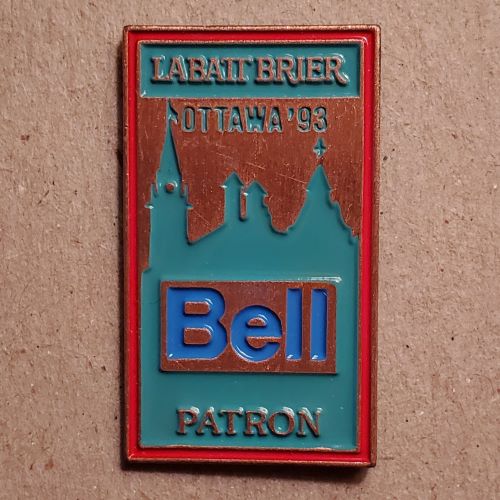 LABATT BRIER
OTTAWA '93
Bell
PATRON